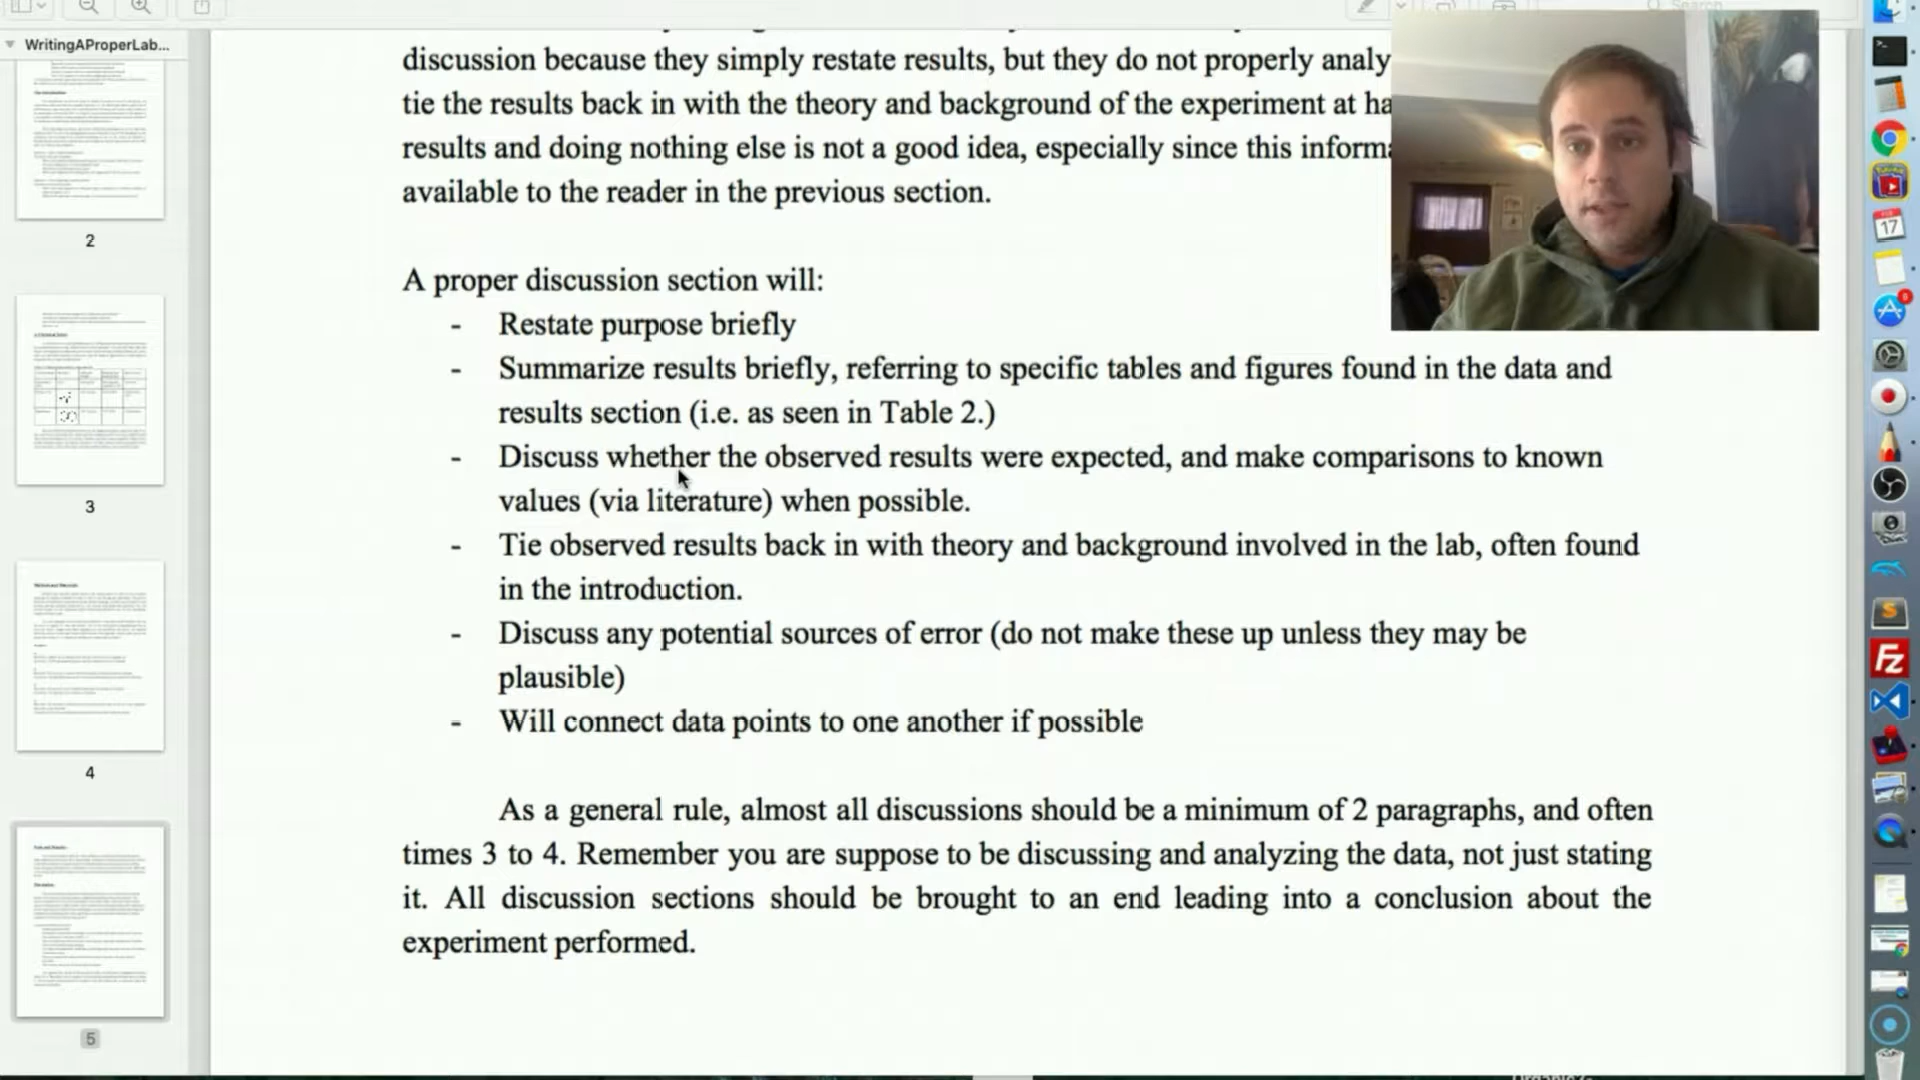 Search
WritingAProperLab...
discussion because they simply restate results, but they do not properly analy
tie the results back in with the theory and background of the experiment at ha
results and doing nothing else is not a good idea, especially since this informa
available to the reader in the previous section.
A proper discussion section will:
- Restate purpose briefly
- Summarize results briefly, referring to specific tables and figures found in the data and
results section (i.e. as seen in Table 2.)
- Discuss whether the observed results were expected, and make comparisons to known
values (via literature) when possible.
- Tie observed results back in with theory and background involved in the lab, often found
in the introduction.
- Discuss any potential sources of error (do not make these up unless they may be
plausible)
- Will connect data points to one another if possible
As a general rule, almost all discussions should be a minimum of 2 paragraphs, and often
times 3 to 4. Remember you are suppose to be discussing and analyzing the data, not just stating
it. All discussion sections should be brought to an end leading into a conclusion about the
experiment performed.
2
3
4
5
17
S
Fz